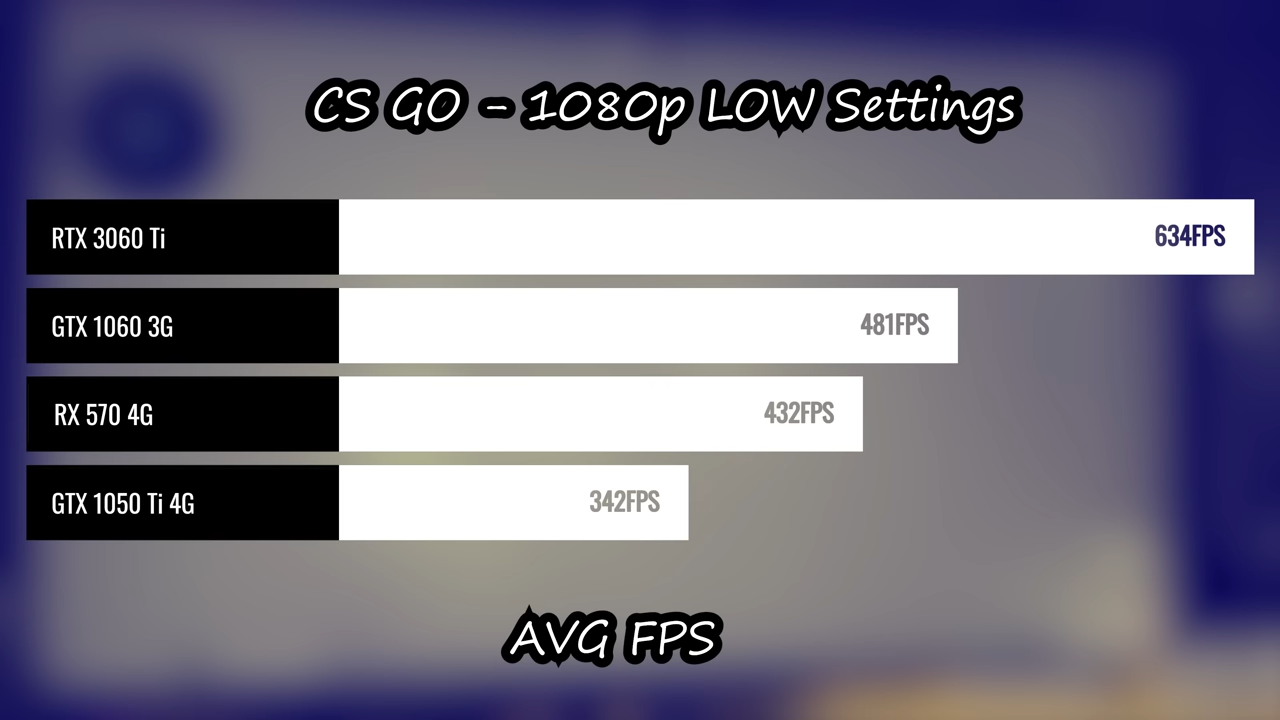 CS GO - 1080p LOW Settings
RTX 3060 Ti 634FPS
GTX 1060 3G 481FPS
RX 570 4G 432FPS
GTX 1050 Ti 4G 342FPS
AVG FPS